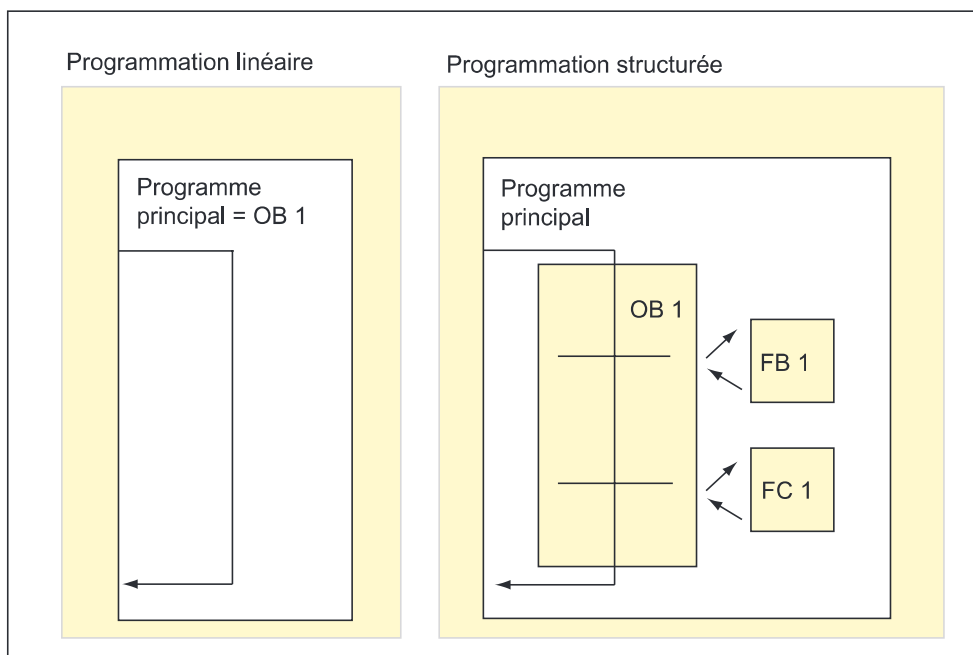 Programmation linéaire
Programme
principal = OB 1
Programmation structurée
Programme
principal
OB 1
FB 1
FC 1